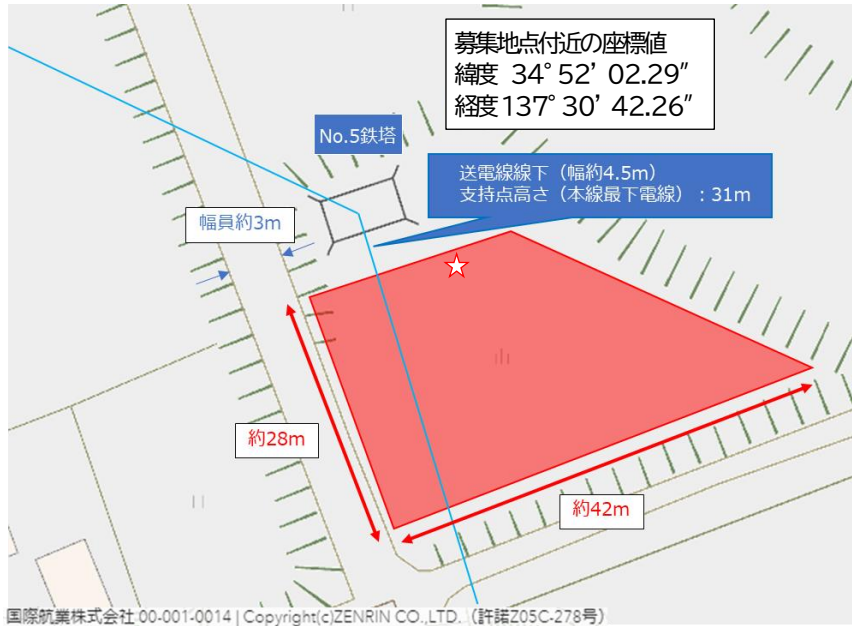 募集地点付近の座標値
緯度 34°52’02.29”
経度137°30’42.26”
No.5鉄塔
送電線線下（幅約4.5m）
支持点高さ（本線最下電線）：31m
幅員約3m
約28m
約42m
国際航業株式会社 00-001-0014 | Copyright(c)ZENRIN CO.,LTD.（許諾Z05C-278号）